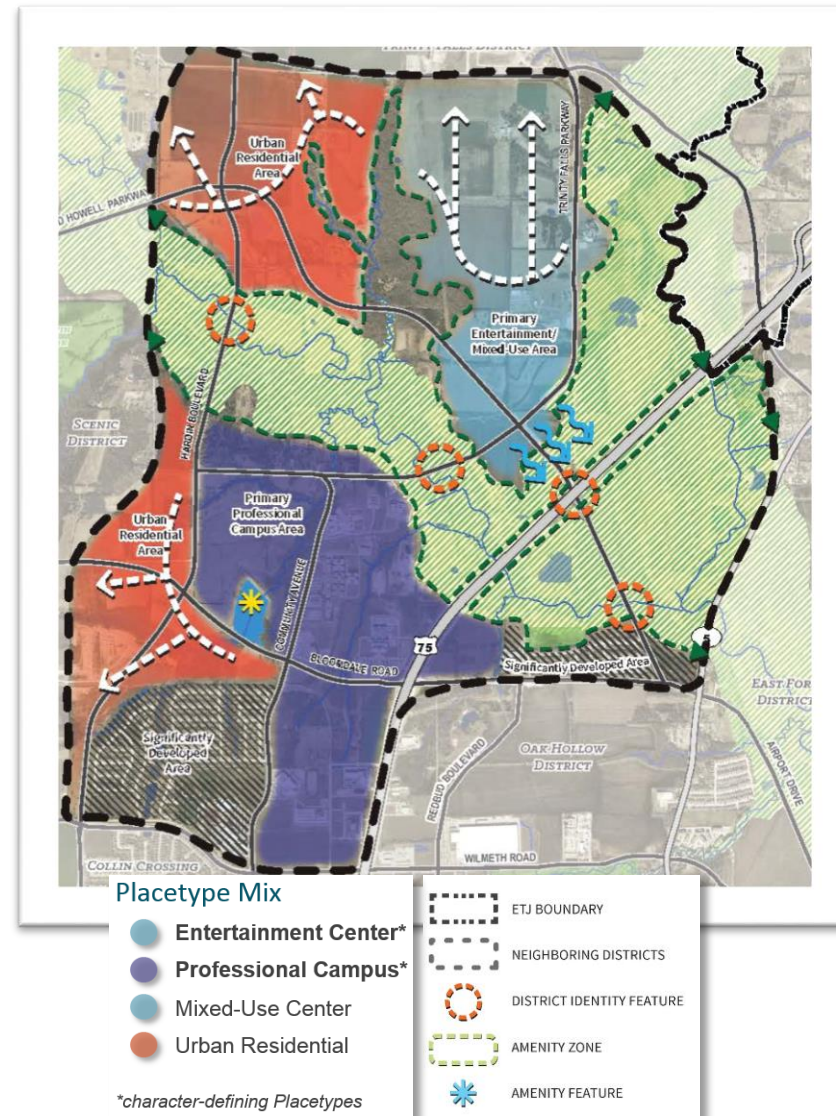 TRINITY FALLS DISTRICT
Urban
Residential
Area
TRINITY FALLS PARKWAY
D HOWELL PARKWAY
Primary
Entertainment/
Mixed-Use Area
HARDIN BOULEVARD
SCENIC
DISTRICT
Primary
Professional
Campus Area
Urban
Residential
Area
COMMUNITY AVENUE
75
BLOOMDALE ROAD
Significantly Developed Area
5
EAST FOR
DISTRIC
Significantly
Developed
Area
OAK HOLLOW
DISTRICT
REDBUD BOULEVARD
AIRPORT DRIVE
WILMETH ROAD
COLLIN CROSSING
Placetype Mix
Entertainment Center*
Professional Campus*
Mixed-Use Center
Urban Residential
*character-defining Placetypes
ETJ BOUNDARY
NEIGHBORING DISTRICTS
DISTRICT IDENTITY FEATURE
AMENITY ZONE
AMENITY FEATURE